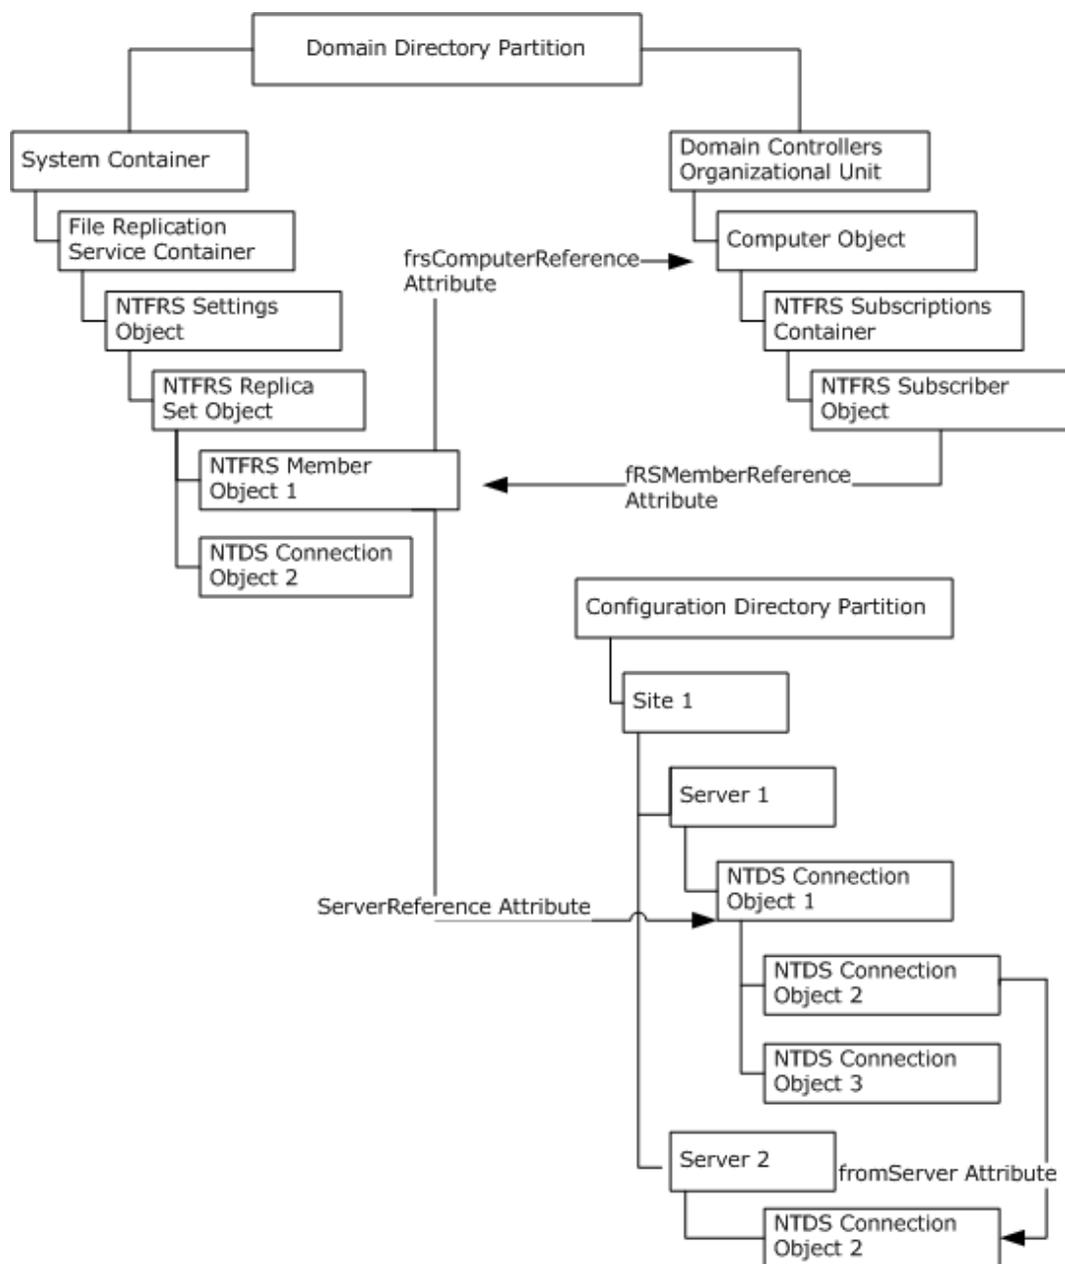 Domain Directory Partition
System Container
Domain Controllers
Organizational Unit
File Replication
Service Container
Computer Object
frsComputerReference
Attribute
NTFRS Settings
Object
NTFRS Subscriptions
Container
NTFRS Replica
Set Object
NTFRS Subscriber
Object
NTFRS Member
Object 1
fRSMemberReference
Attribute
NTDS Connection
Object 2
Configuration Directory Partition
Site 1
Server 1
NTDS Connection
Object 1
ServerReference Attribute
NTDS Connection
Object 2
NTDS Connection
Object 3
Server 2
fromServer Attribute
NTDS Connection
Object 2